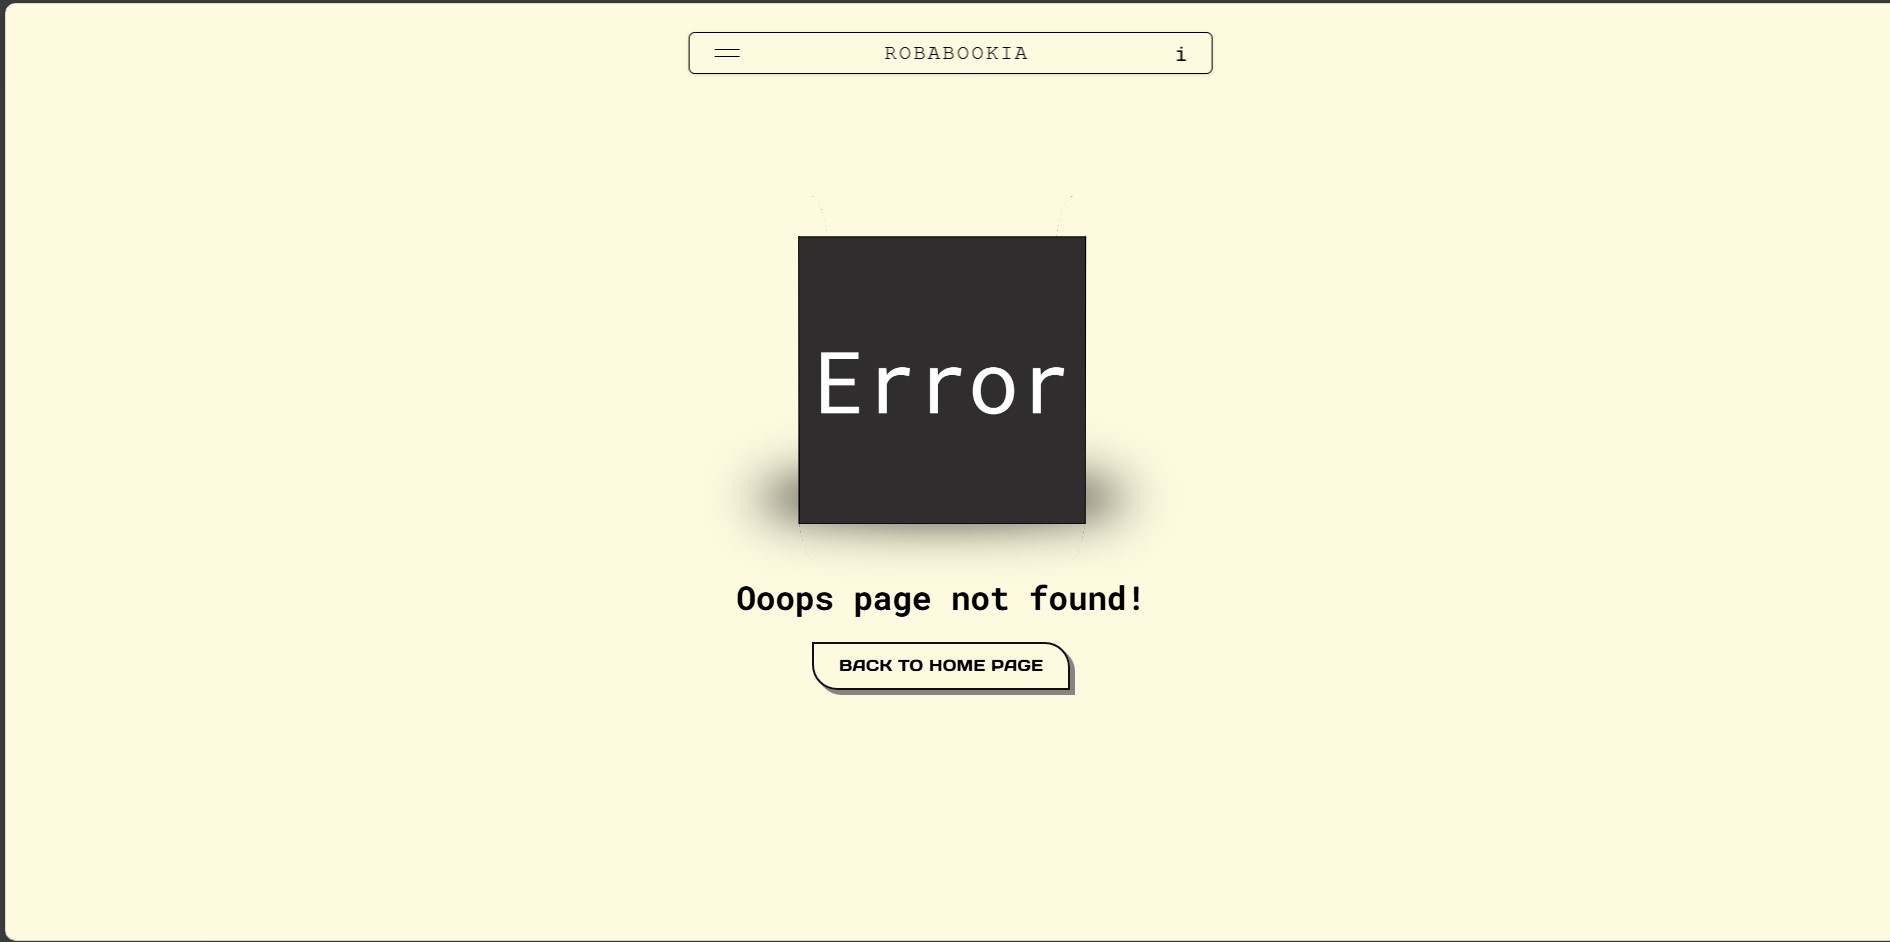 ROBABOOKIA i
Error
Ooops page not found!
BACK TO HOME PAGE